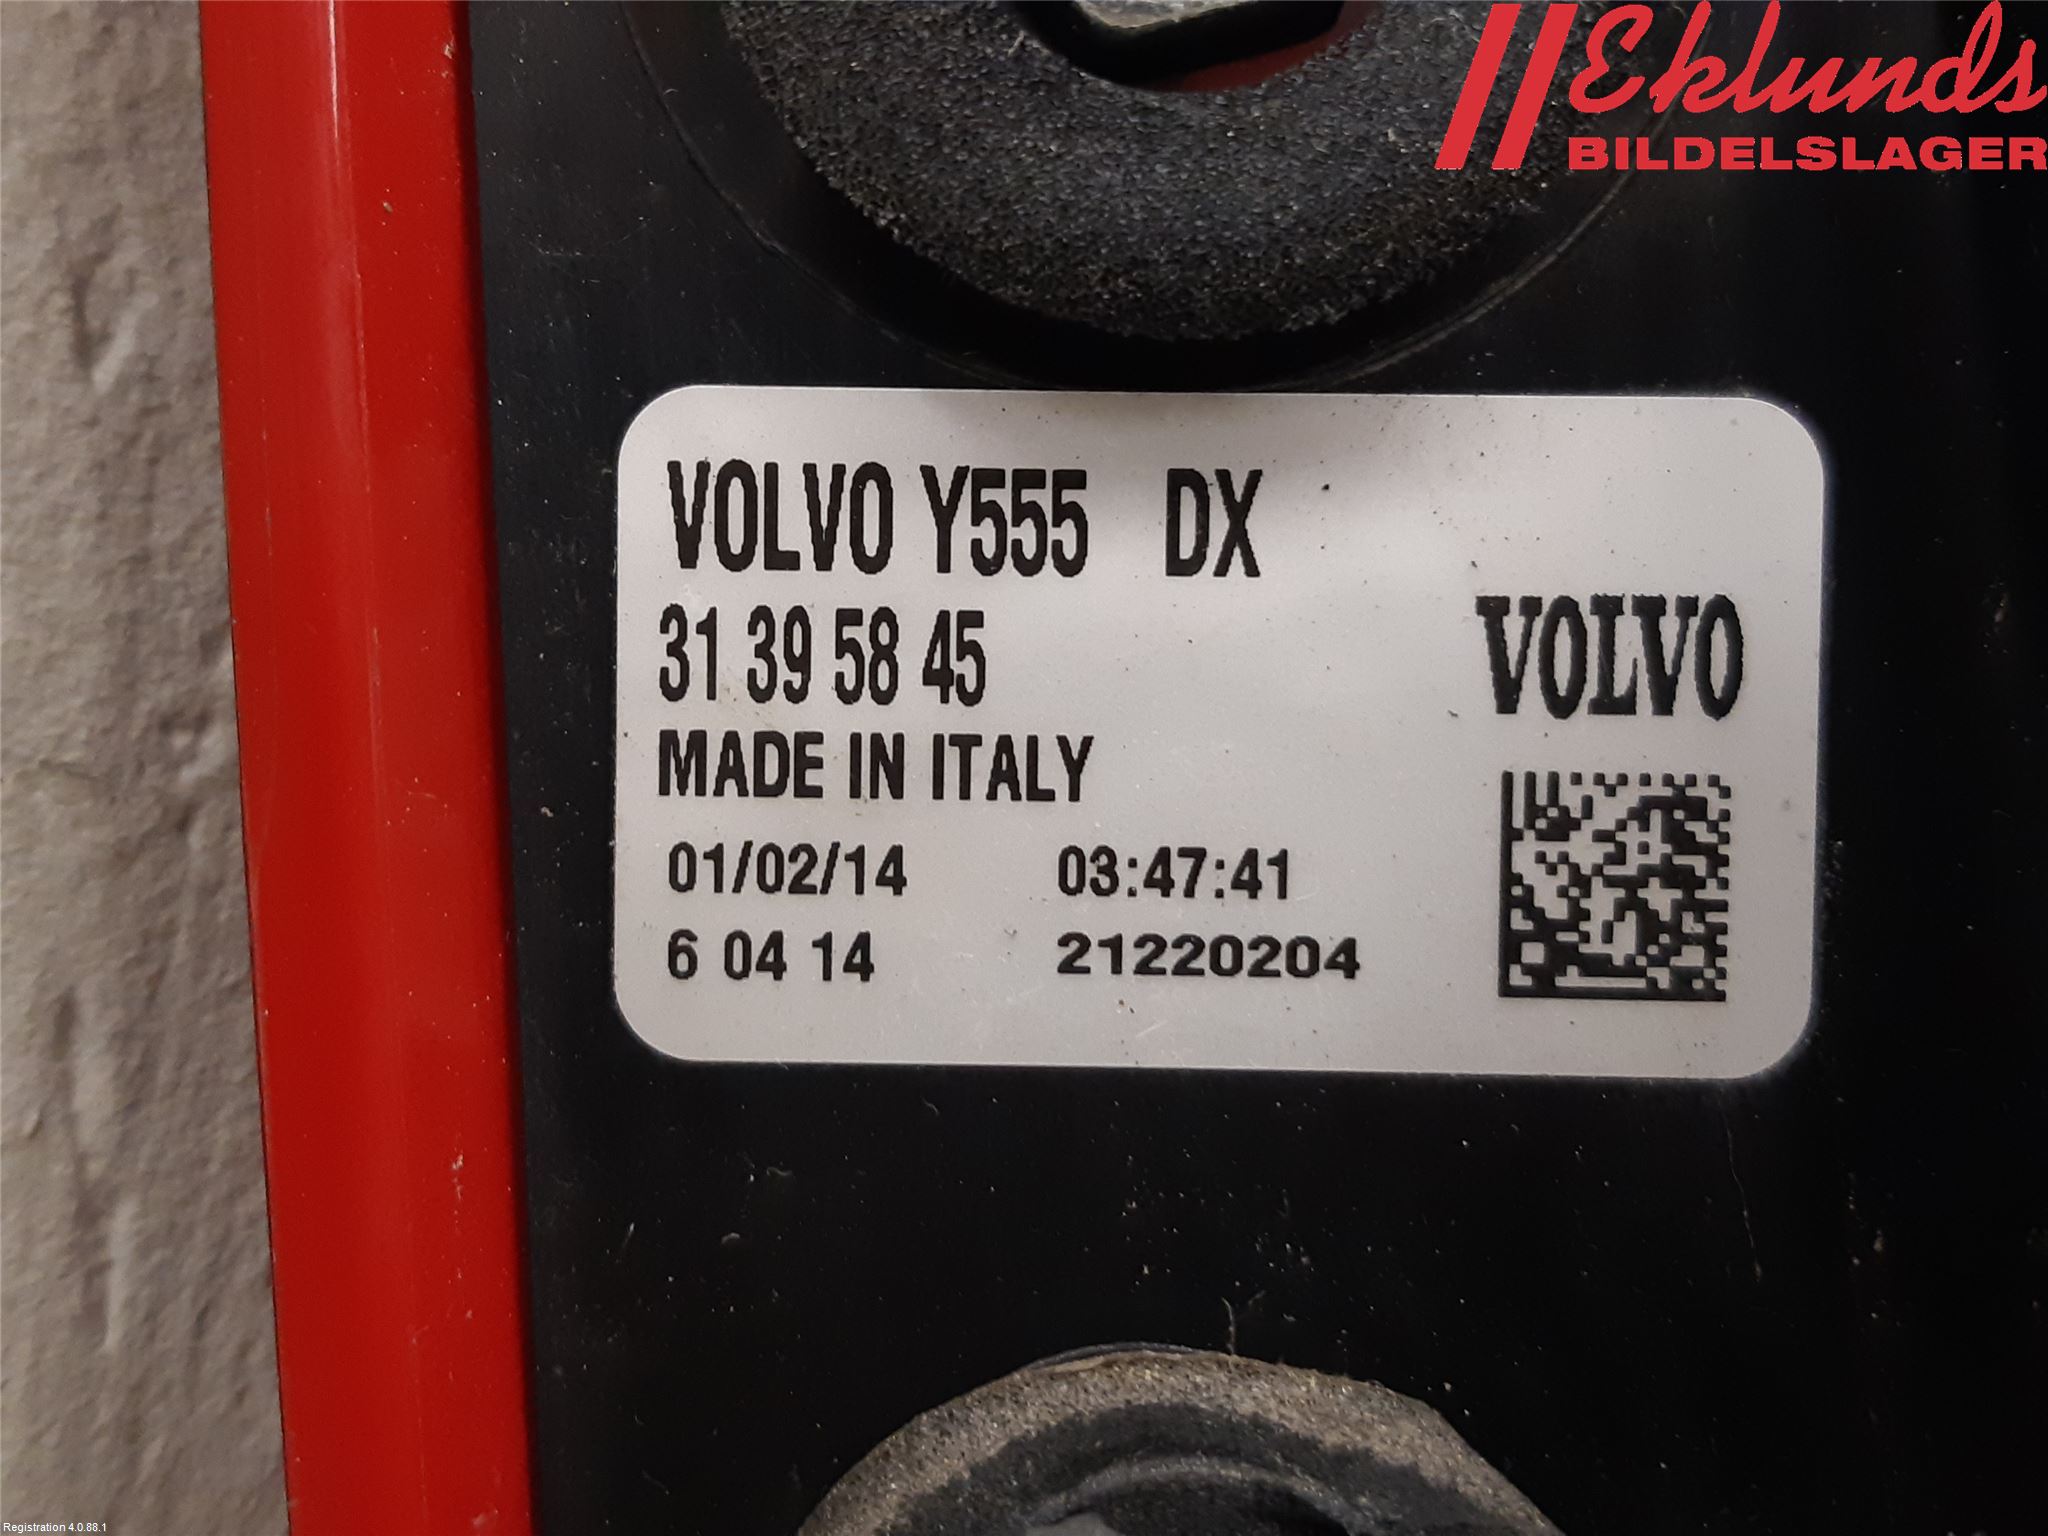 Eklunds
BILDELSLAGER
VOLVO Y555 DX
31 39 58 45
VOLVO
MADE IN ITALY
01/02/14 03:47:41
6 04 14 21220204
Registration 4.0.88.1